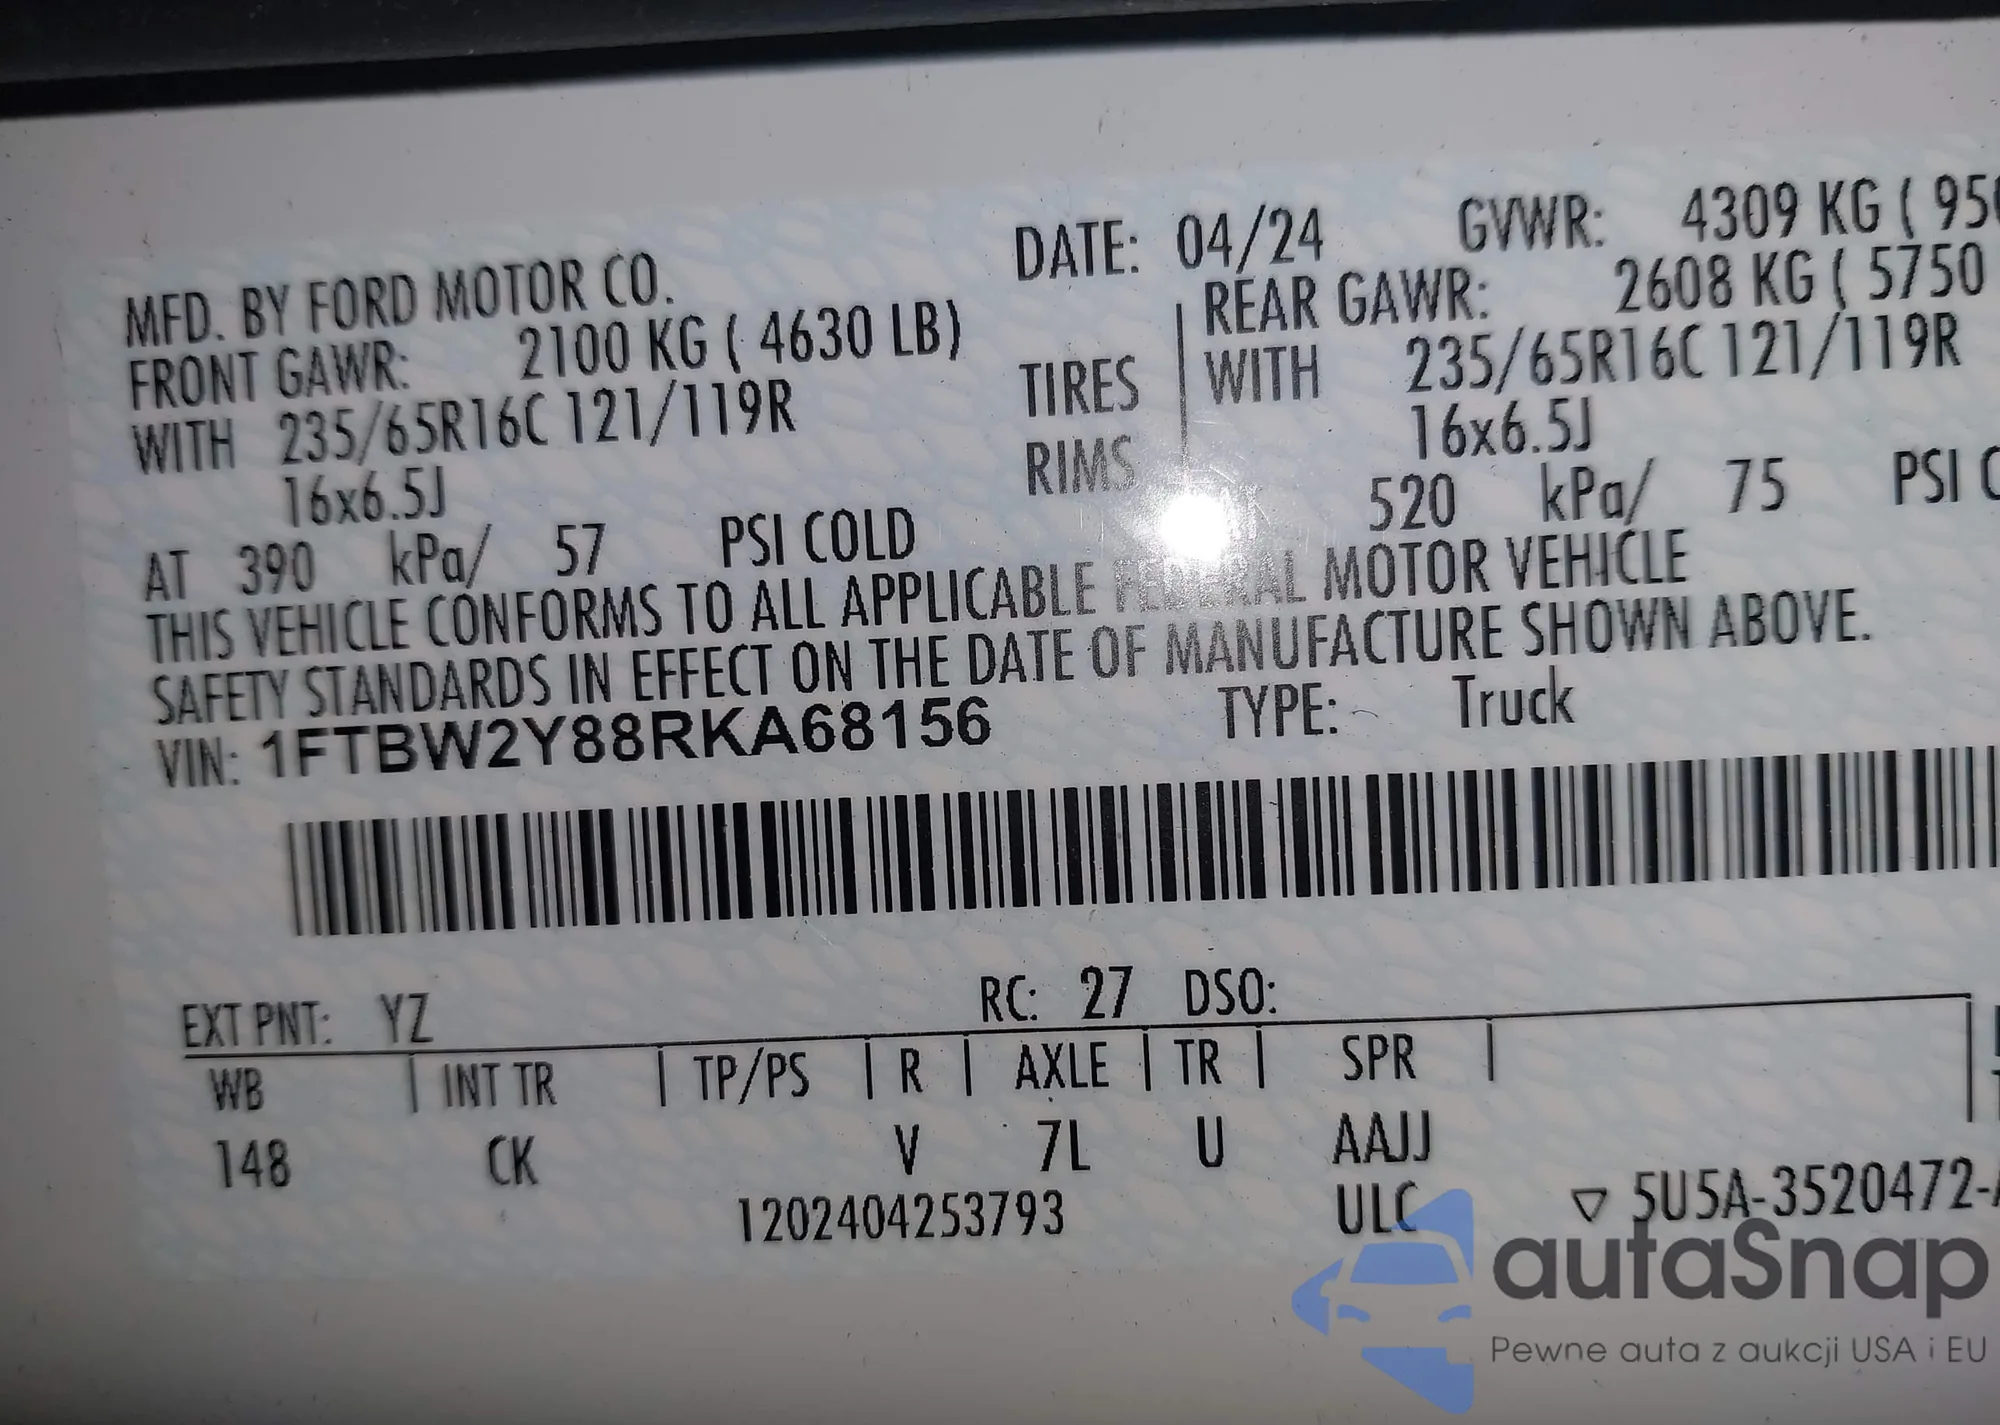 MFD. BY FORD MOTOR CO. DATE: 04/24 GVWR: 4309 KG ( 950
FRONT GAWR: 2100 KG ( 4630 LB) REAR GAWR: 2608 KG ( 5750
WITH 235/65R16C 121/119R TIRES WITH 235/65R16C 121/119R
16x6.5J RIMS 16x6.5J
AT 390 kPa/ 57 PSI COLD AT 520 kPa/ 75 PSI C
THIS VEHICLE CONFORMS TO ALL APPLICABLE FEDERAL MOTOR VEHICLE
SAFETY STANDARDS IN EFFECT ON THE DATE OF MANUFACTURE SHOWN ABOVE.
VIN: 1FTBW2Y88RKA68156 TYPE: Truck
EXT PNT: YZ RC: 27 DSO:
WB | INT TR | TP/PS | R | AXLE | TR | SPR |
148 CK V 7L U AAJJ
1202404253793 ULC ▽ 5U5A-3520472-A
autaSnap
Pewne auta z aukcji USA i EU